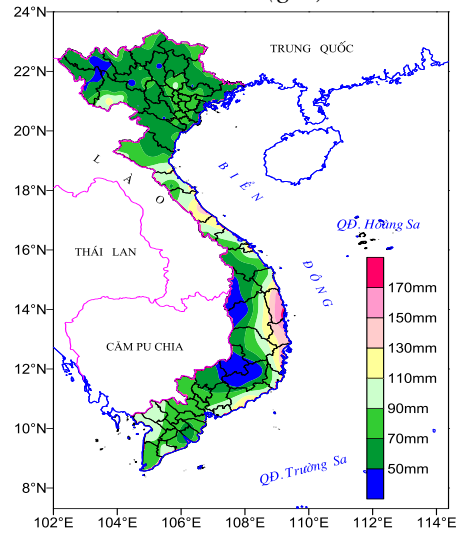 24°N
22°N
20°N
18°N
16°N
14°N
12°N
10°N
8°N
102°E 104°E 106°E 108°E 110°E 112°E 114°E
TRUNG QUỐC
LÀO
BIỂN
ĐÔNG
QĐ. Hoàng Sa
THÁI LAN
CĂM PU CHIA
QĐ. Trường Sa
170mm
150mm
130mm
110mm
90mm
70mm
50mm